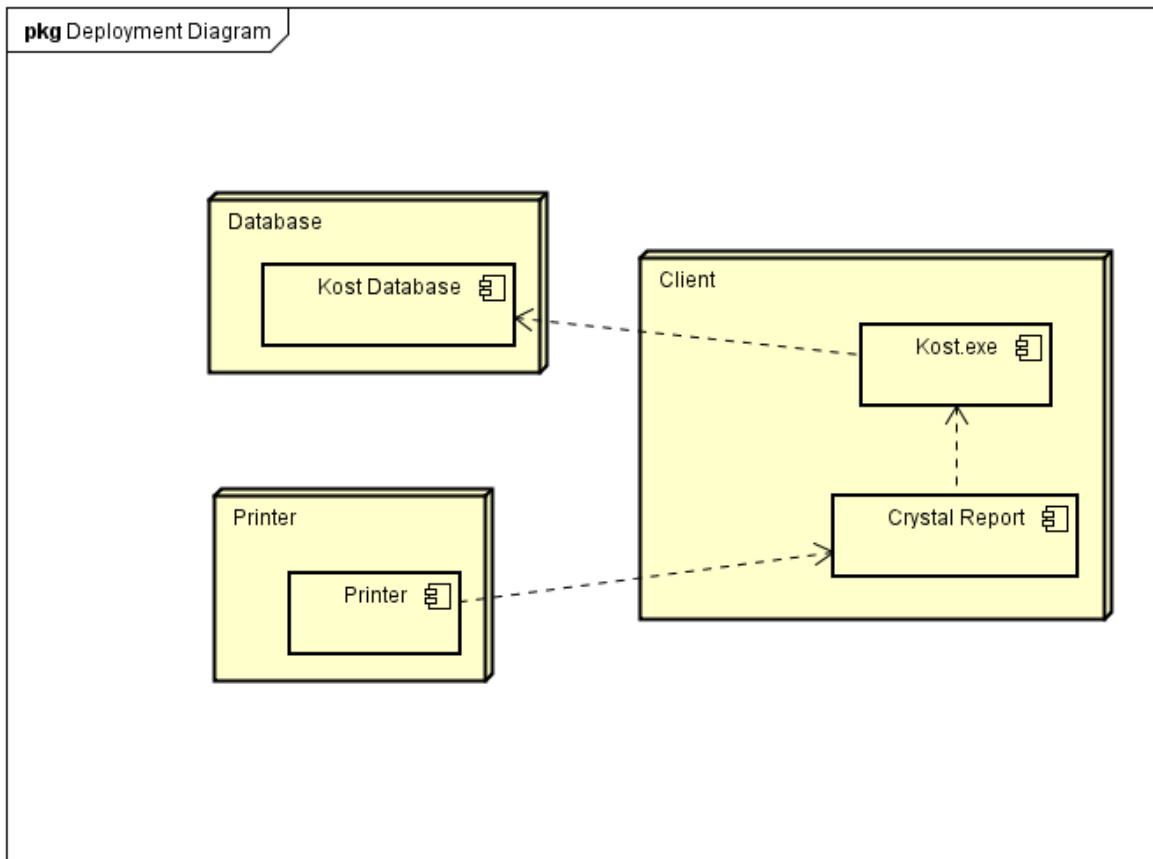 pkg Deployment Diagram
Database
Kost Database
Client
Kost.exe
Crystal Report
Printer
Printer